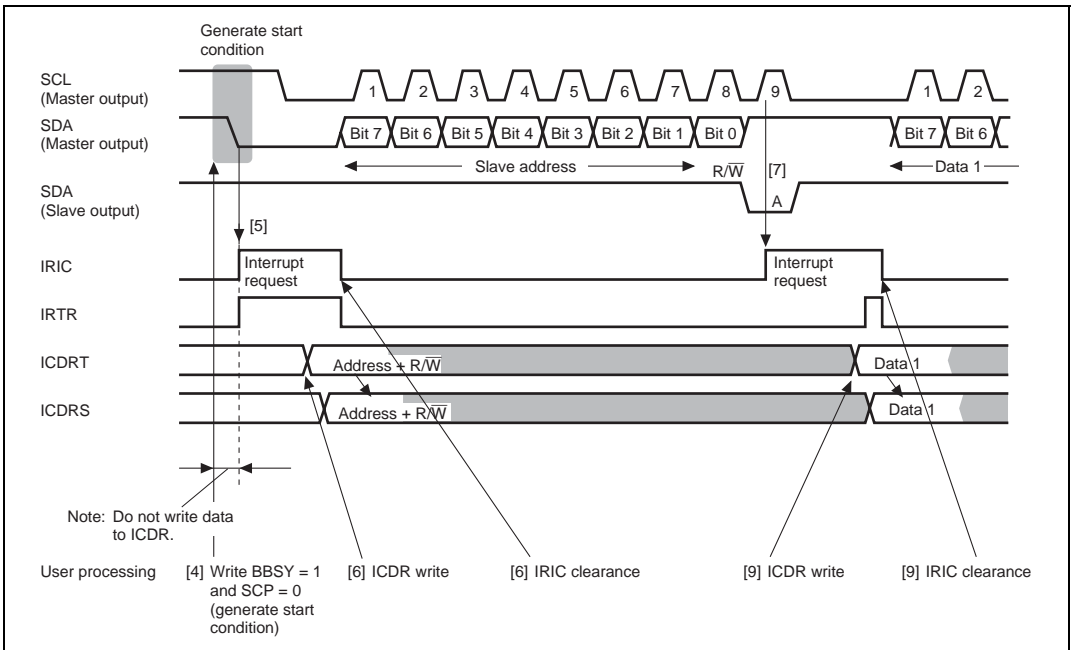 Generate start
condition
SCL
(Master output)
1 2 3 4 5 6 7 8 9 1 2
SDA
(Master output)
Bit 7 Bit 6 Bit 5 Bit 4 Bit 3 Bit 2 Bit 1 Bit 0 Bit 7 Bit 6
Slave address R/W̅ [7] Data 1
SDA
(Slave output)
A
[5]
IRIC
Interrupt
request
Interrupt
request
IRTR
ICDRT
Address + R/W̅
Data 1
ICDRS
Address + R/W̅
Data 1
Note: Do not write data
to ICDR.
User processing
[4] Write BBSY = 1
and SCP = 0
(generate start
condition)
[6] ICDR write
[6] IRIC clearance
[9] ICDR write
[9] IRIC clearance